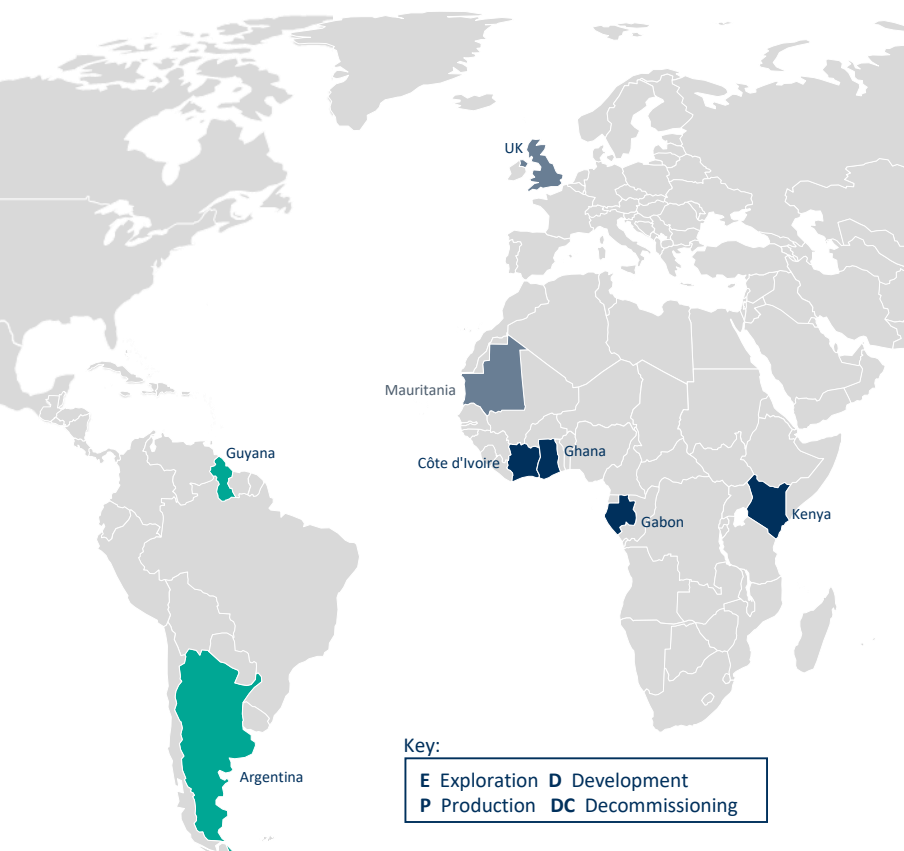 UK
Mauritania
Guyana
Ghana
Côte d'Ivoire
Kenya
Gabon
Key:
Argentina
E Exploration D Development
P Production DC Decommissioning